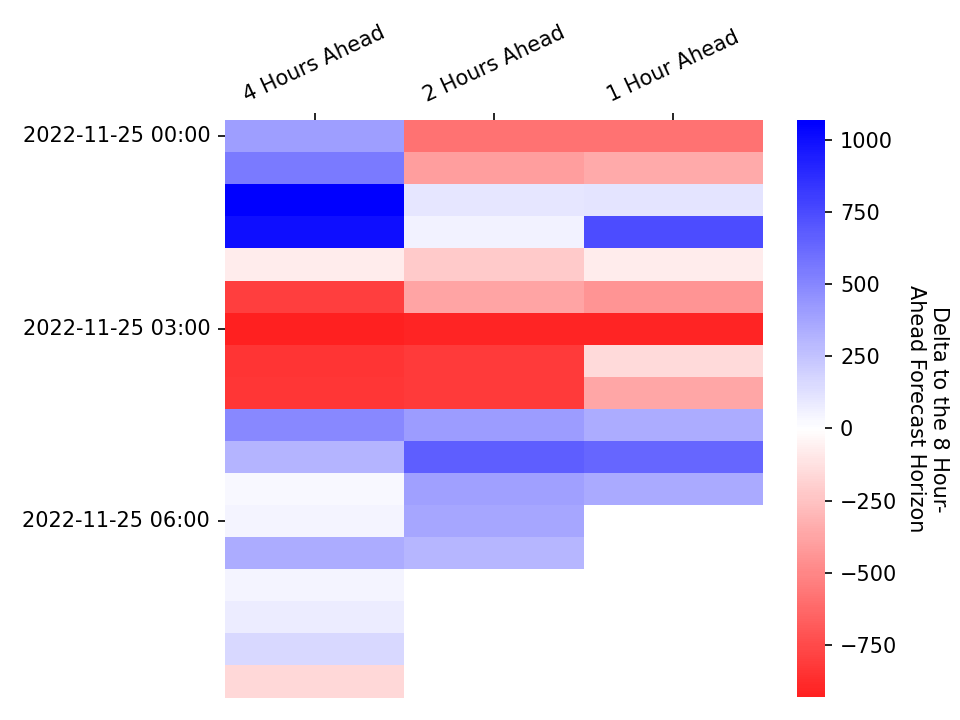 4 Hours Ahead
2 Hours Ahead
1 Hour Ahead
2022-11-25 00:00
2022-11-25 03:00
2022-11-25 06:00
1000
750
500
250
0
−250
−500
−750
Delta to the 8 Hour-
Ahead Forecast Horizon